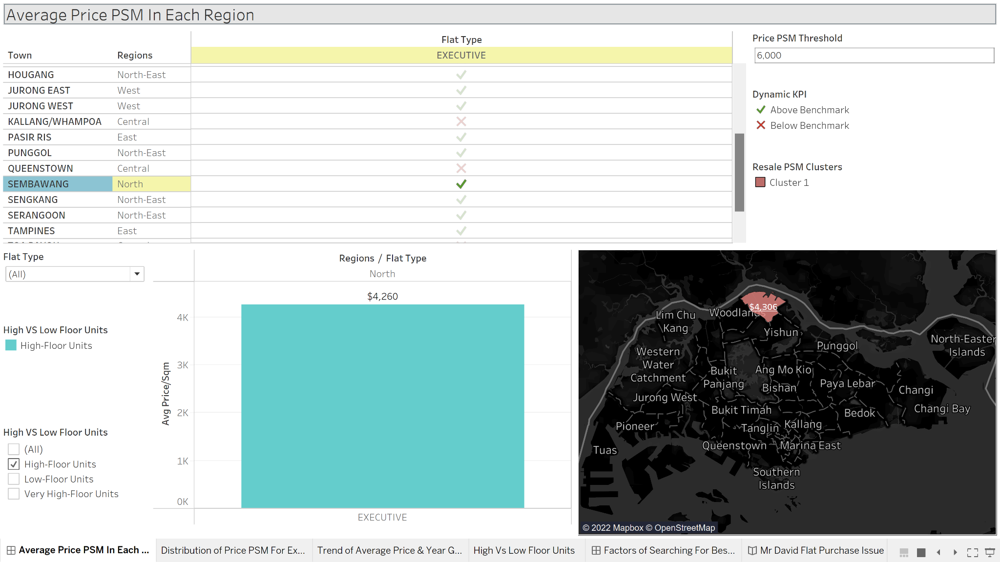 Average Price PSM In Each Region
Flat Type
Town Regions EXECUTIVE
HOUGANG North-East
JURONG EAST West
JURONG WEST West
KALLANG/WHAMPOA Central
PASIR RIS East
PUNGGOL North-East
QUEENSTOWN Central
SEMBAWANG North
SENGKANG North-East
SERANGOON North-East
TAMPINES East
Price PSM Threshold
6,000
Dynamic KPI
Above Benchmark
Below Benchmark
Resale PSM Clusters
Cluster 1
Flat Type
(All)
High VS Low Floor Units
High-Floor Units
High VS Low Floor Units
(All)
High-Floor Units
Low-Floor Units
Very High-Floor Units
Regions / Flat Type
North
$4,260
Avg Price/Sqm
4K
3K
2K
1K
0K
EXECUTIVE
$4,306
Lim Chu
Kang
Yishun
Punggol
Western
Water
Catchment
Bukit
Panjang
Ang Mo Kio
Bishan
Paya Lebar
Changi
Changi Bay
Jurong West
Bukit Timah
Bedok
Pioneer
Tanglin
Kallang
Queenstown
Marina East
Tuas
Southern
Islands
North-Easter
Islands
© 2022 Mapbox © OpenStreetMap
Average Price PSM In Each ...
Distribution of Price PSM For Ex...
Trend of Average Price & Year G...
High Vs Low Floor Units
Factors of Searching For Bes...
Mr David Flat Purchase Issue